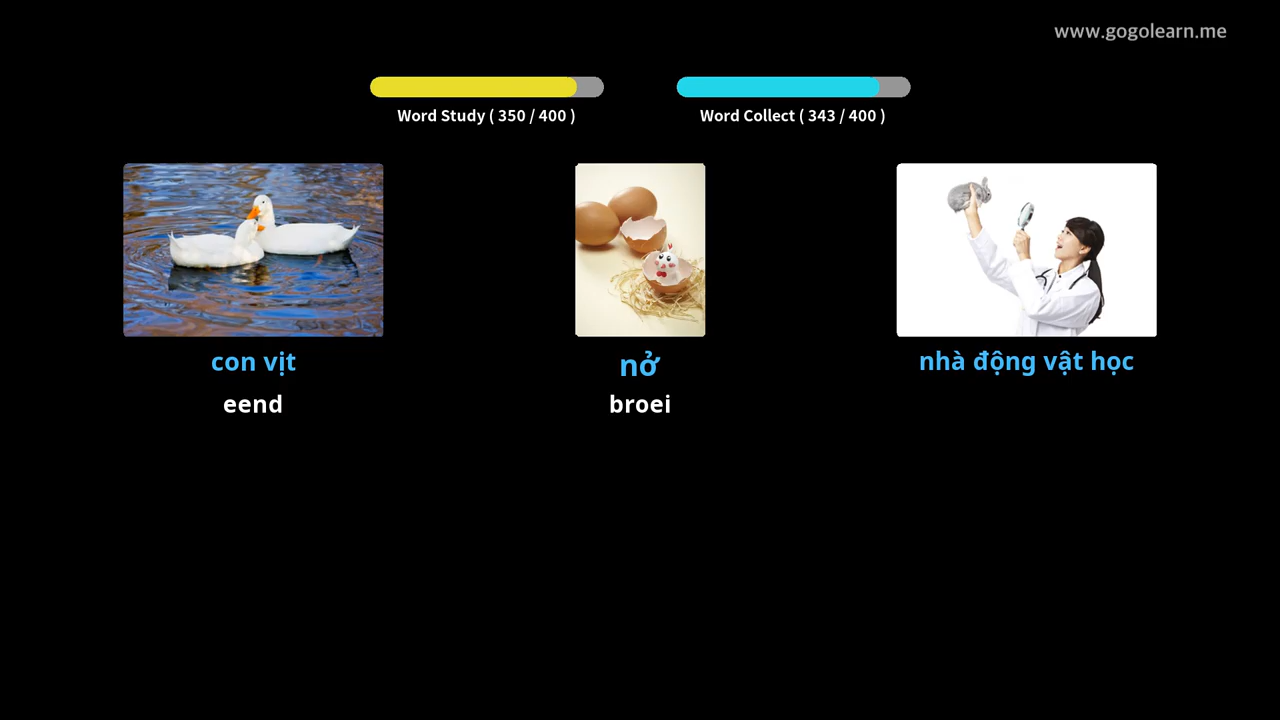 www.gogolearn.me
Word Study ( 350 / 400 )
Word Collect ( 343 / 400 )
con vịt
nở
nhà động vật học
eend
broei